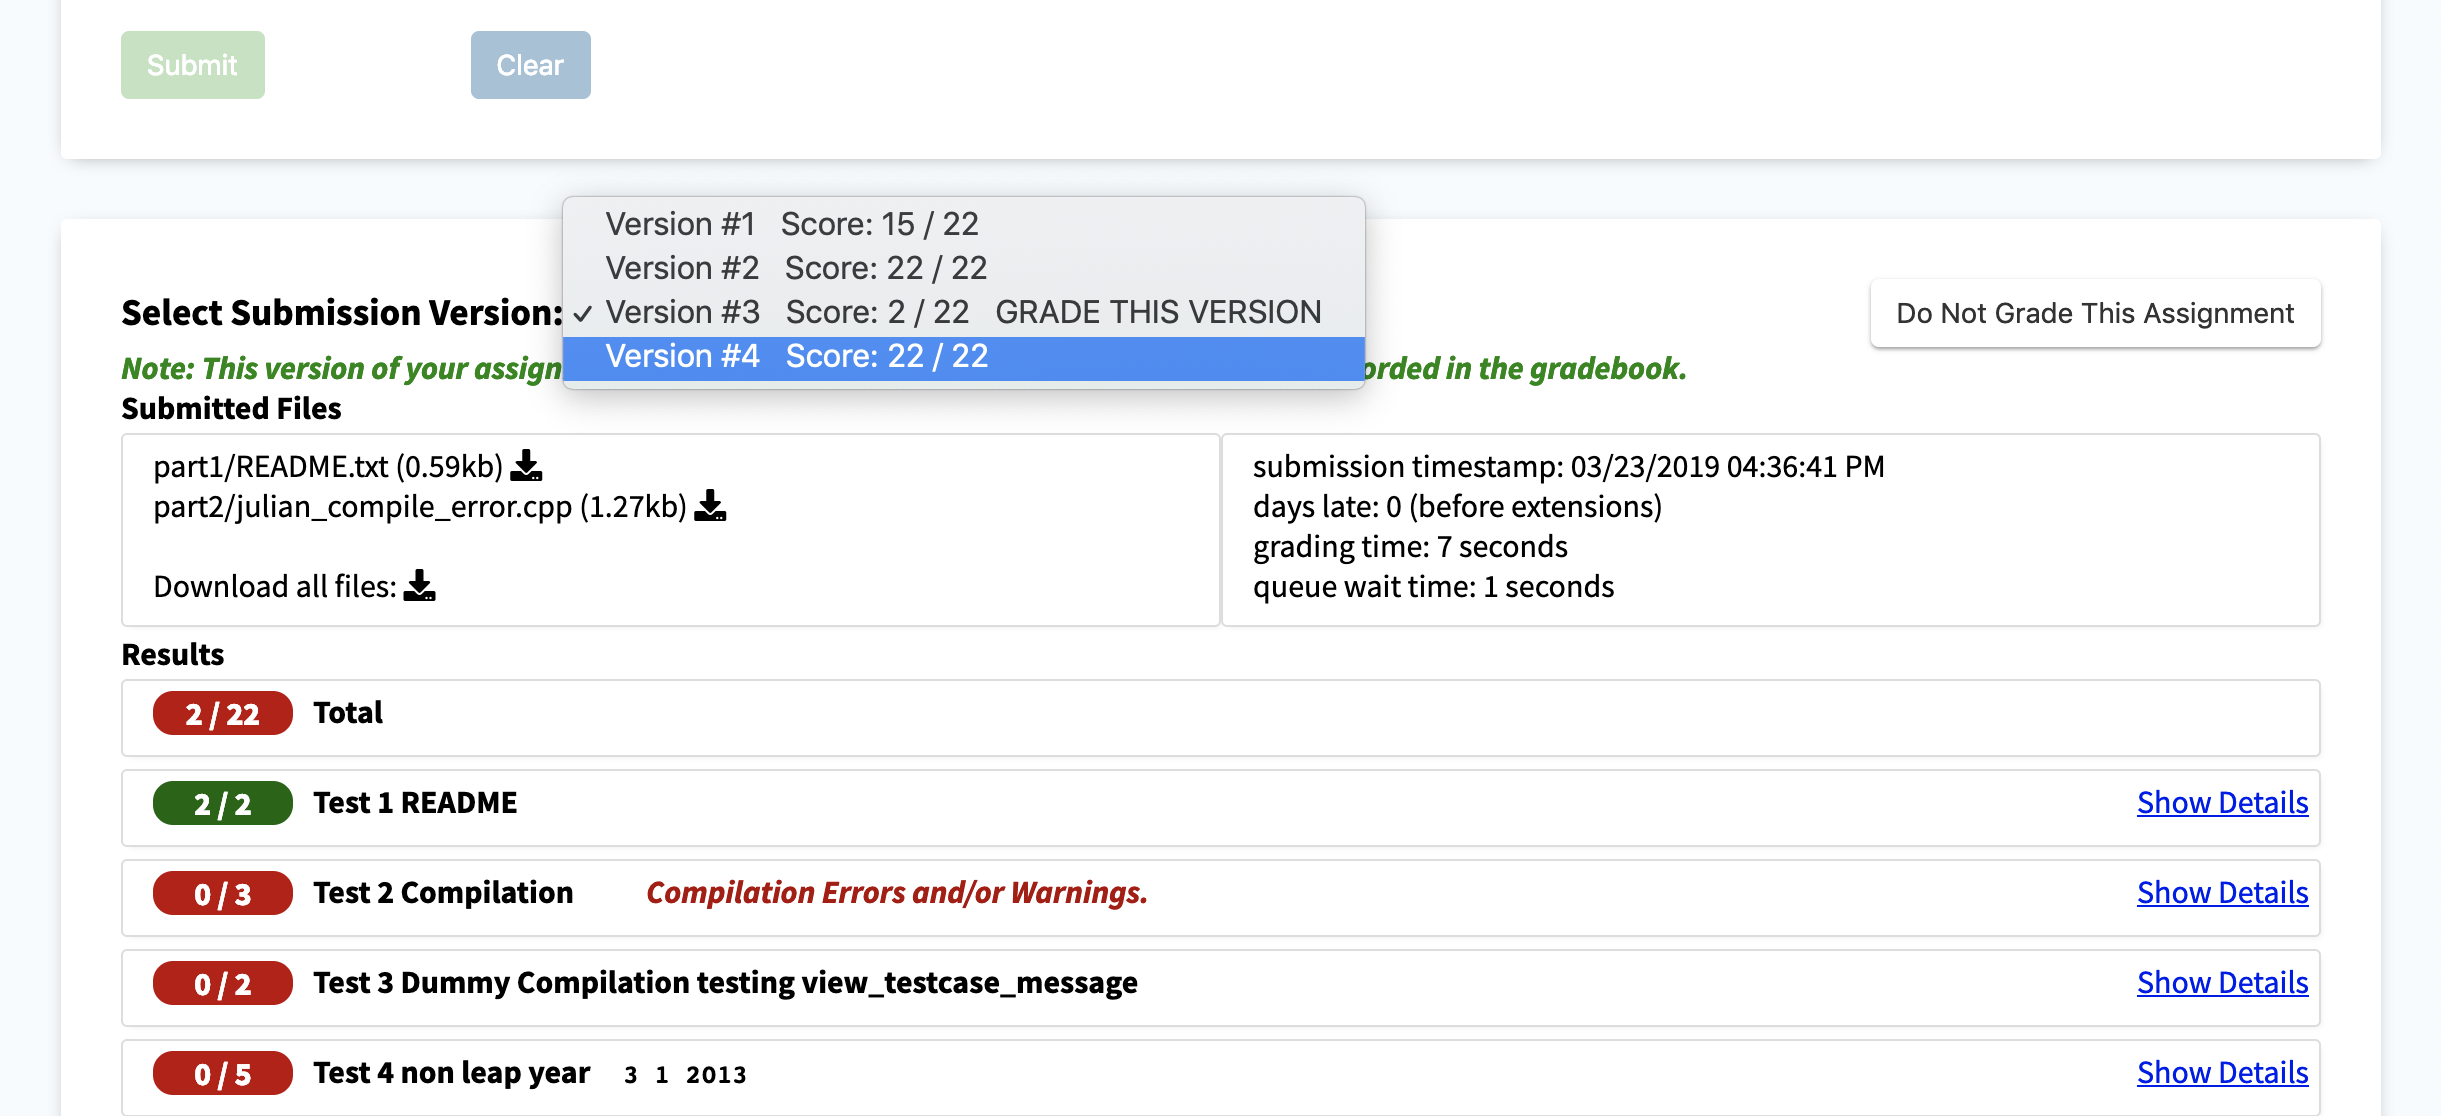 Submit
Clear
Version #1 Score: 15 / 22
Version #2 Score: 22 / 22
Select Submission Version: ✓ Version #3 Score: 2 / 22 GRADE THIS VERSION
Do Not Grade This Assignment
Version #4 Score: 22 / 22
Note: This version of your assign orded in the gradebook.
Submitted Files
part1/README.txt (0.59kb)
part2/julian_compile_error.cpp (1.27kb)
Download all files:
submission timestamp: 03/23/2019 04:36:41 PM
days late: 0 (before extensions)
grading time: 7 seconds
queue wait time: 1 seconds
Results
2 / 22 Total
2 / 2 Test 1 README Show Details
0 / 3 Test 2 Compilation Compilation Errors and/or Warnings. Show Details
0 / 2 Test 3 Dummy Compilation testing view_testcase_message Show Details
0 / 5 Test 4 non leap year 3 1 2013 Show Details